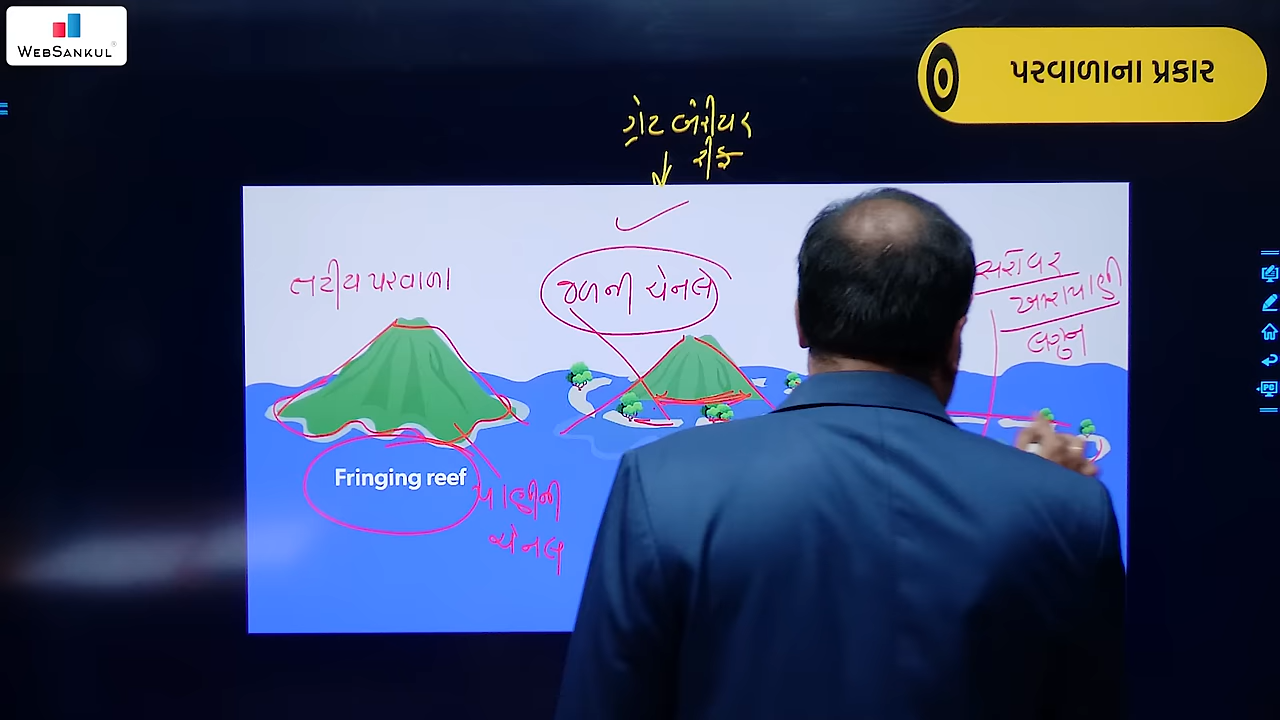 WEBSANKUL
પરવાળાના પ્રકાર
ગ્રેટ બેરીયર
રીફ
તટીય પરવાળા
જળની ચેનલ
સરોવર
ખારાપાણી
લગુન
Fringing reef
પાણીની
ચેનલ